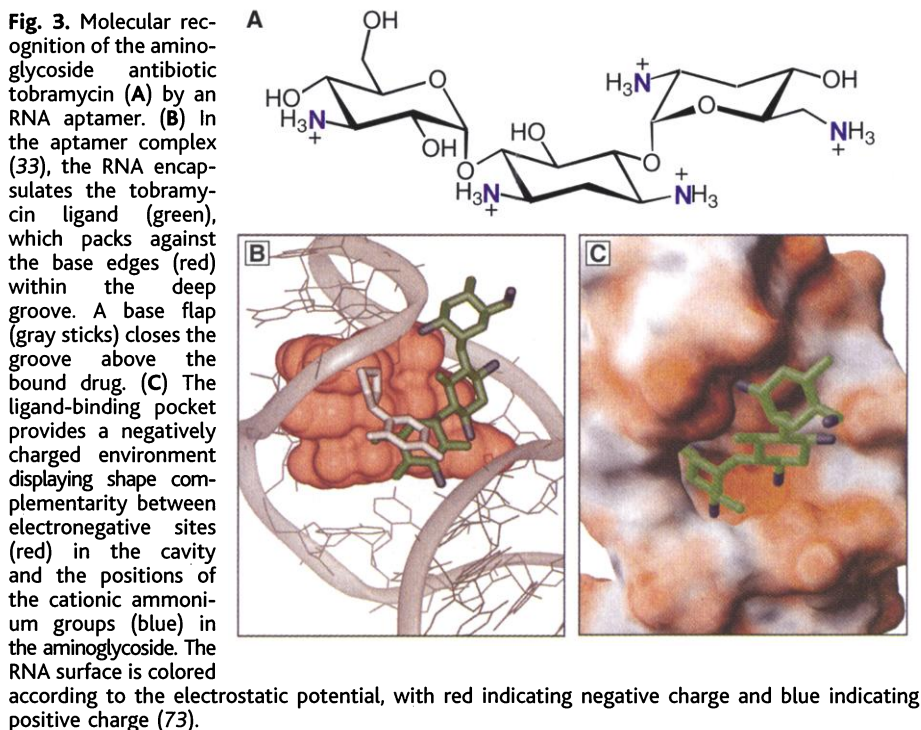 Fig. 3. Molecular rec-
ognition of the amino-
glycoside antibiotic
tobramycin (A) by an
RNA aptamer. (B) In
the aptamer complex
(33), the RNA encap-
sulates the tobramy-
cin ligand (green),
which packs against
the base edges (red)
within the deep
groove. A base flap
(gray sticks) closes the
groove above the
bound drug. (C) The
ligand-binding pocket
provides a negatively
charged environment
displaying shape com-
plementarity between
electronegative sites
(red) in the cavity
and the positions of
the cationic ammoni-
um groups (blue) in
the aminoglycoside. The
RNA surface is colored
according to the electrostatic potential, with red indicating negative charge and blue indicating
positive charge (73).
A
OH
O
HO
H3N
+
OH
O
HO
H3N
+
+
NH3
O
+
H3N
O
OH
NH3
+
B
C